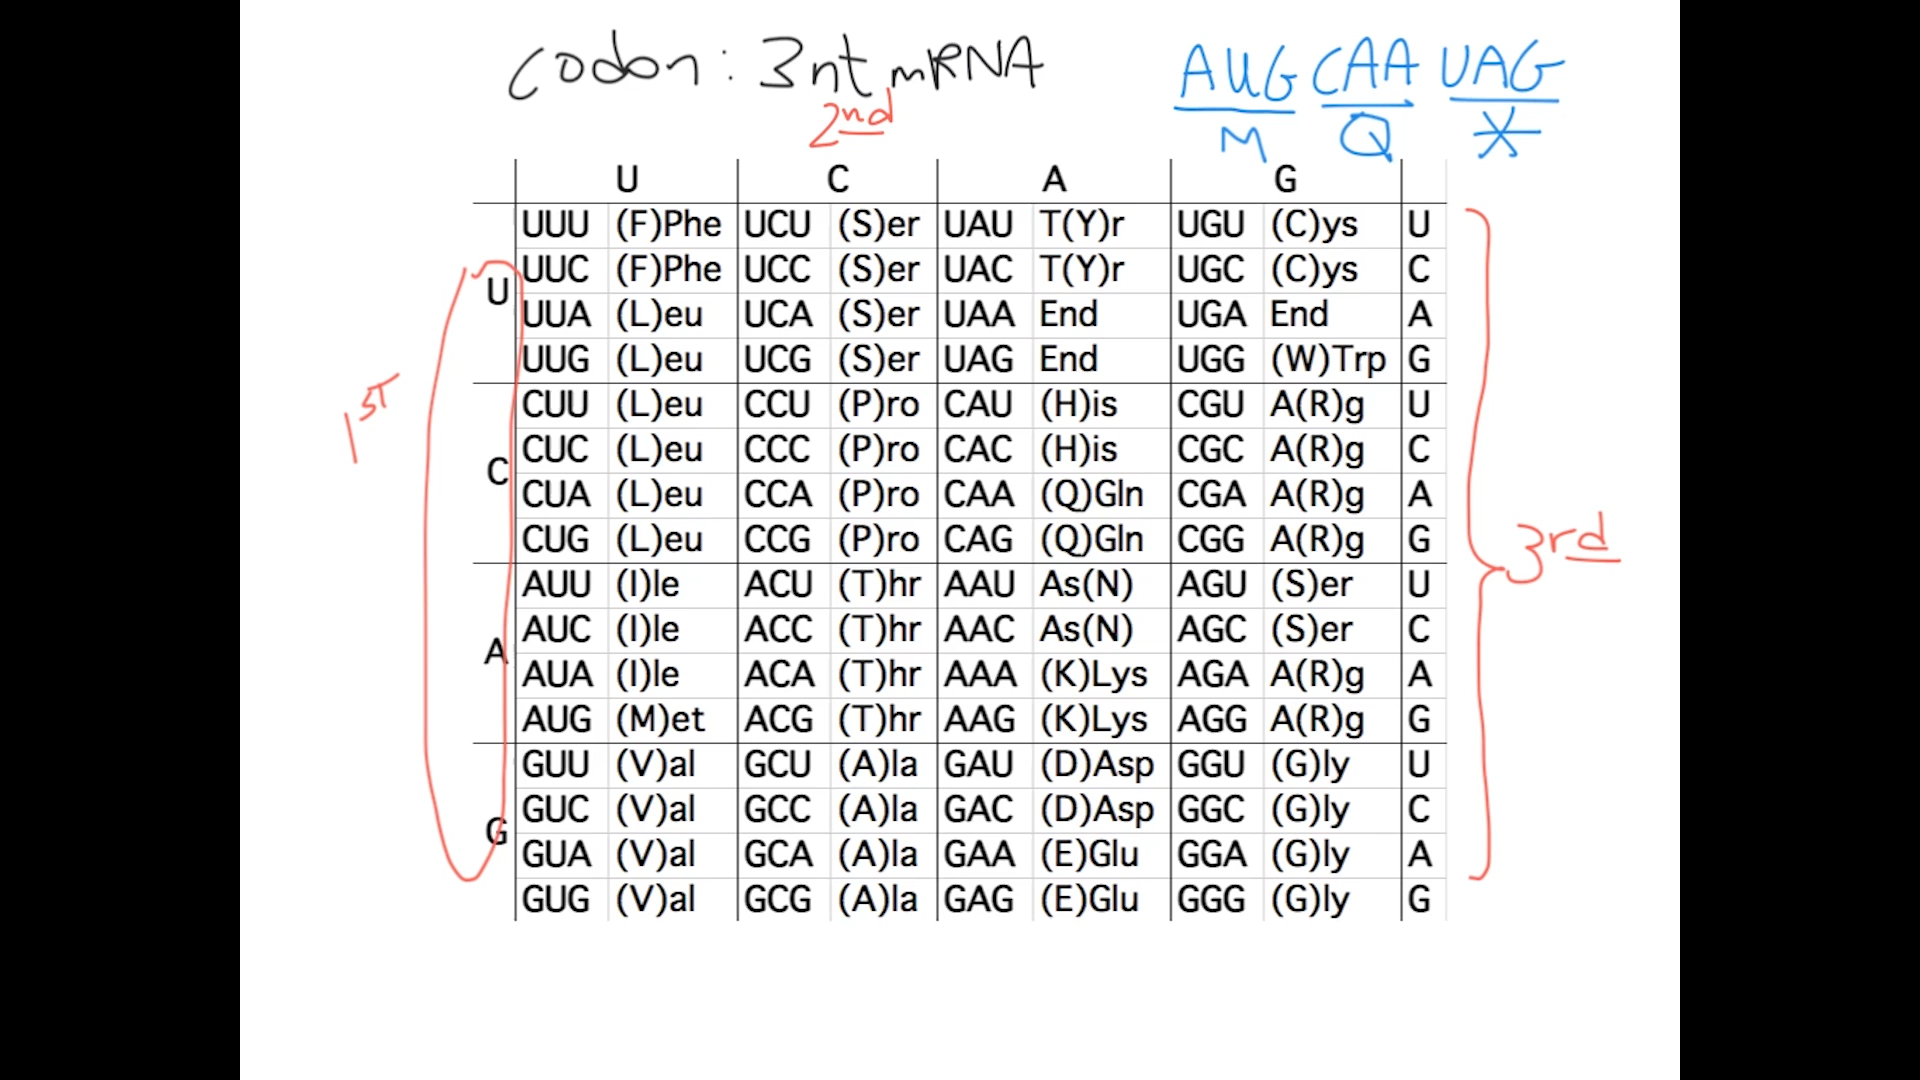 codon: 3nt mRNA
AUG CAA UAG
2nd
M Q *
U C A G
UUU (F)Phe UCU (S)er UAU T(Y)r UGU (C)ys U
UUC (F)Phe UCC (S)er UAC T(Y)r UGC (C)ys C
U
UUA (L)eu UCA (S)er UAA End UGA End A
UUG (L)eu UCG (S)er UAG End UGG (W)Trp G
1st
CUU (L)eu CCU (P)ro CAU (H)is CGU A(R)g U
CUC (L)eu CCC (P)ro CAC (H)is CGC A(R)g C
C
CUA (L)eu CCA (P)ro CAA (Q)Gln CGA A(R)g A
CUG (L)eu CCG (P)ro CAG (Q)Gln CGG A(R)g G
3rd
AUU (I)le ACU (T)hr AAU As(N) AGU (S)er U
AUC (I)le ACC (T)hr AAC As(N) AGC (S)er C
A
AUA (I)le ACA (T)hr AAA (K)Lys AGA A(R)g A
AUG (M)et ACG (T)hr AAG (K)Lys AGG A(R)g G
GUU (V)al GCU (A)la GAU (D)Asp GGU (G)ly U
GUC (V)al GCC (A)la GAC (D)Asp GGC (G)ly C
G
GUA (V)al GCA (A)la GAA (E)Glu GGA (G)ly A
GUG (V)al GCG (A)la GAG (E)Glu GGG (G)ly G